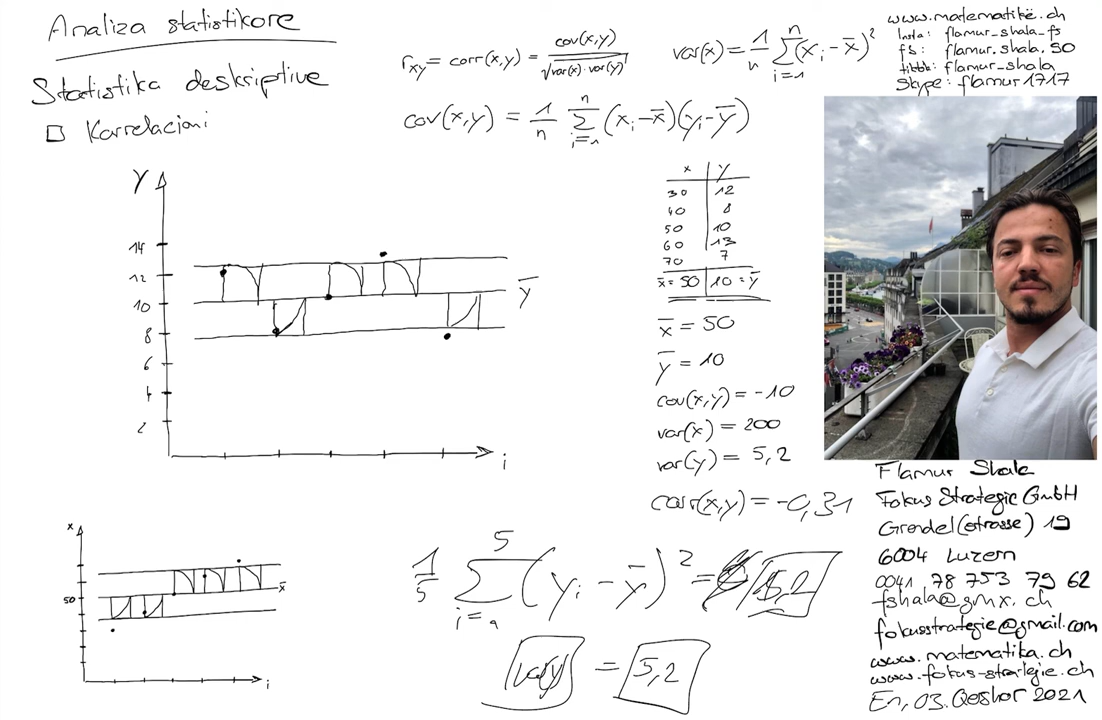 Analiza statistikore
Statistika deskriptive
□ Korrelacioni
r_xy = corr(x,y) = cov(x,y) / √var(x)·var(y)
var(x) = 1/n n∑i=1 (x_i − x̄)²
cov(x,y) = 1/n n∑i=1 (x_i − x̄)(y_i − ȳ)
www.matematikë.ch
Insta: flamur_shala_fs
fs: flamur.shala.50
tiktok: flamur_shala
Skype: flamur1717
Y
14
12
10
8
6
4
2
ȳ
i
x | y
30 | 12
40 | 8
50 | 10
60 | 13
70 | 7
x̄ = 50 | 10 = ȳ
x̄ = 50
ȳ = 10
cov(x,y) = -10
var(x) = 200
var(y) = 5,2
corr(x,y) = -0,31
x
50
x̄
i
1/5 5∑i=1 (y_i − ȳ)² = 5,2
var(y) = 5,2
Flamur Shala
Fokus Strategie GmbH
Grendel(strasse) 19
6004 Luzern
0041 78 753 79 62
fshala@gmx.ch
fokusstrategie@gmail.com
www.matematika.ch
www.fokus-strategie.ch
En, 03. Qershor 2021